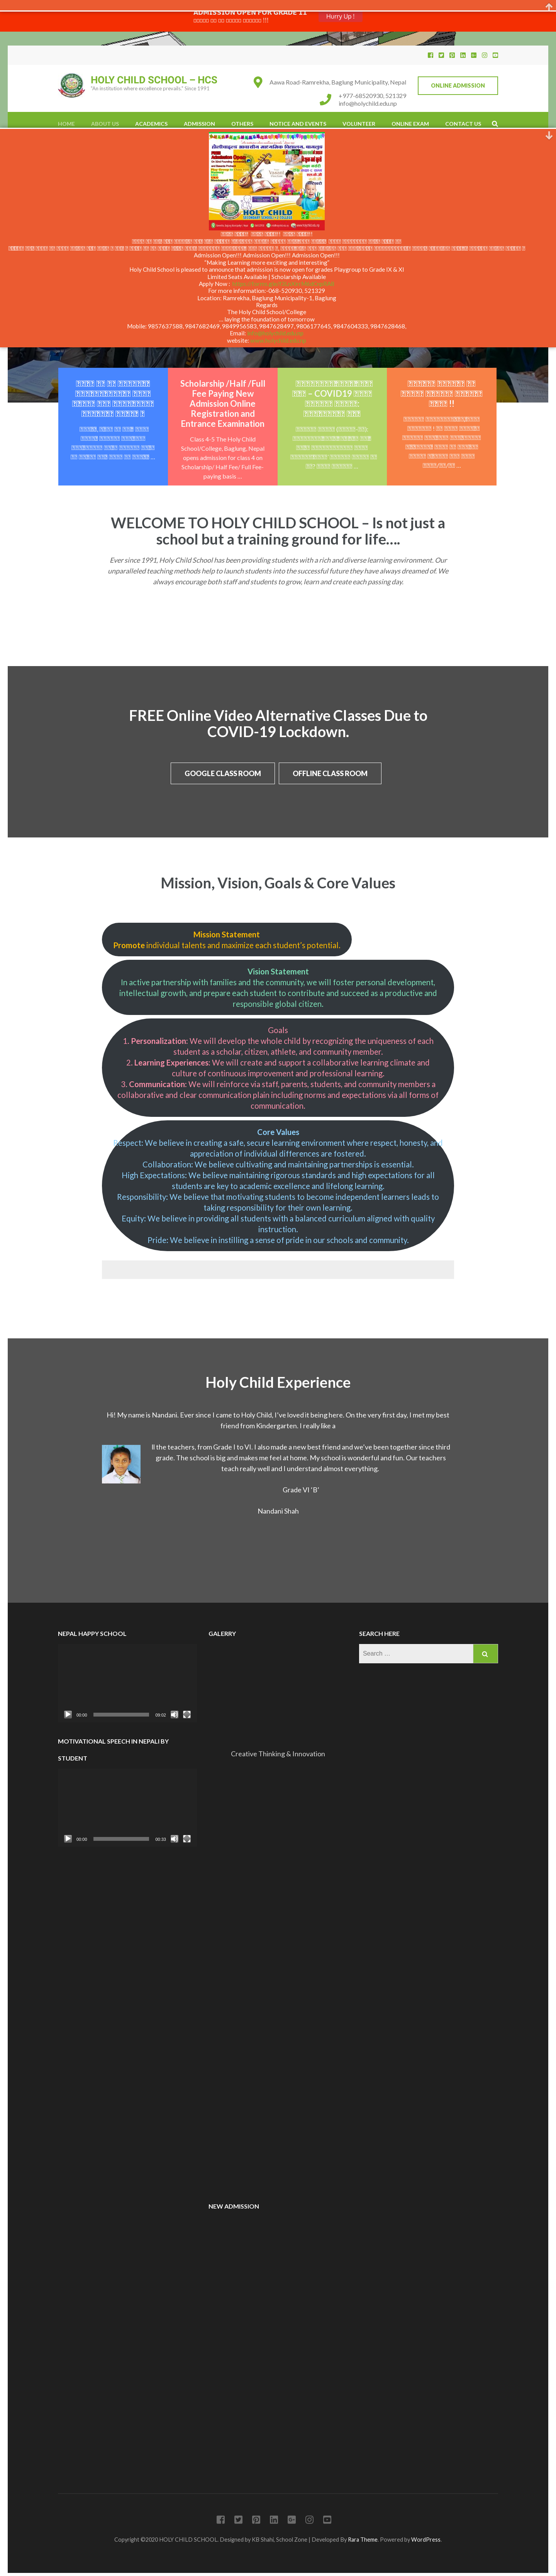 ADMISSION OPEN FOR GRADE 11
!!!
Hurry Up !
HOLY CHILD SCHOOL – HCS
"An institution where excellence prevails" Since 1991
Aawa Road-Ramrekha, Baglung Municipality, Nepal
+977-68520930, 521329
info@holychild.edu.np
ONLINE ADMISSION
HOME
ABOUT US
ACADEMICS
ADMISSION
OTHERS
NOTICE AND EVENTS
VOLUNTEER
ONLINE EXAM
CONTACT US
Admission Open!!! Admission Open!!! Admission Open!!!
"Making Learning more exciting and interesting"
Holy Child School is pleased to announce that admission is now open for grades Playgroup to Grade IX & XI
Limited Seats Available | Scholarship Available
Apply Now :
For more information:-068-520930, 521329
Location: Ramrekha, Baglung Municipality-1, Baglung
Regards
The Holy Child School/College
... laying the foundation of tomorrow
Mobile: 9857637588, 9847682469, 9849956583, 9847628497, 9806177645, 9847604333, 9847628468,
Email:
website:
Scholarship /Half /Full Fee Paying New Admission Online Registration and Entrance Examination
Class 4-5 The Holy Child School/College, Baglung, Nepal opens admission for class 4 on Scholarship/ Half Fee/ Full Fee-paying basis ...
– COVID19
!!
WELCOME TO HOLY CHILD SCHOOL – Is not just a school but a training ground for life....
Ever since 1991, Holy Child School has been providing students with a rich and diverse learning environment. Our unparalleled teaching methods help to launch students into the successful future they have always dreamed of. We always encourage both staff and students to grow, learn and create each passing day.
FREE Online Video Alternative Classes Due to COVID-19 Lockdown.
GOOGLE CLASS ROOM
OFFLINE CLASS ROOM
Mission, Vision, Goals & Core Values
Mission Statement
Promote individual talents and maximize each student's potential.
Vision Statement
In active partnership with families and the community, we will foster personal development, intellectual growth, and prepare each student to contribute and succeed as a productive and responsible global citizen.
Goals
1. Personalization: We will develop the whole child by recognizing the uniqueness of each student as a scholar, citizen, athlete, and community member.
2. Learning Experiences: We will create and support a collaborative learning climate and culture of continuous improvement and professional learning.
3. Communication: We will reinforce via staff, parents, students, and community members a collaborative and clear communication plan including norms and expectations via all forms of communication.
Core Values
Respect: We believe in creating a safe, secure learning environment where respect, honesty, and appreciation of individual differences are fostered.
Collaboration: We believe cultivating and maintaining partnerships is essential.
High Expectations: We believe maintaining rigorous standards and high expectations for all students are key to academic excellence and lifelong learning.
Responsibility: We believe that motivating students to become independent learners leads to taking responsibility for their own learning.
Equity: We believe in providing all students with a balanced curriculum aligned with quality instruction.
Pride: We believe in instilling a sense of pride in our schools and community.
Holy Child Experience
Hi! My name is Nandani. Ever since I came to Holy Child, I've loved it being here. On the very first day, I met my best friend from Kindergarten. I really like a
ll the teachers, from Grade I to VI. I also made a new best friend and we've been together since third grade. The school is big and makes me feel at home. My school is wonderful and fun. Our teachers teach really well and I understand almost everything.
Grade VI 'B'
Nandani Shah
NEPAL HAPPY SCHOOL
00:00
09:02
MOTIVATIONAL SPEECH IN NEPALI BY STUDENT
00:00
00:33
GALERRY
Creative Thinking & Innovation
NEW ADMISSION
SEARCH HERE
Search …
Copyright ©2020 HOLY CHILD SCHOOL. Designed by KB Shahi, School Zone | Developed By Rara Theme. Powered by WordPress.